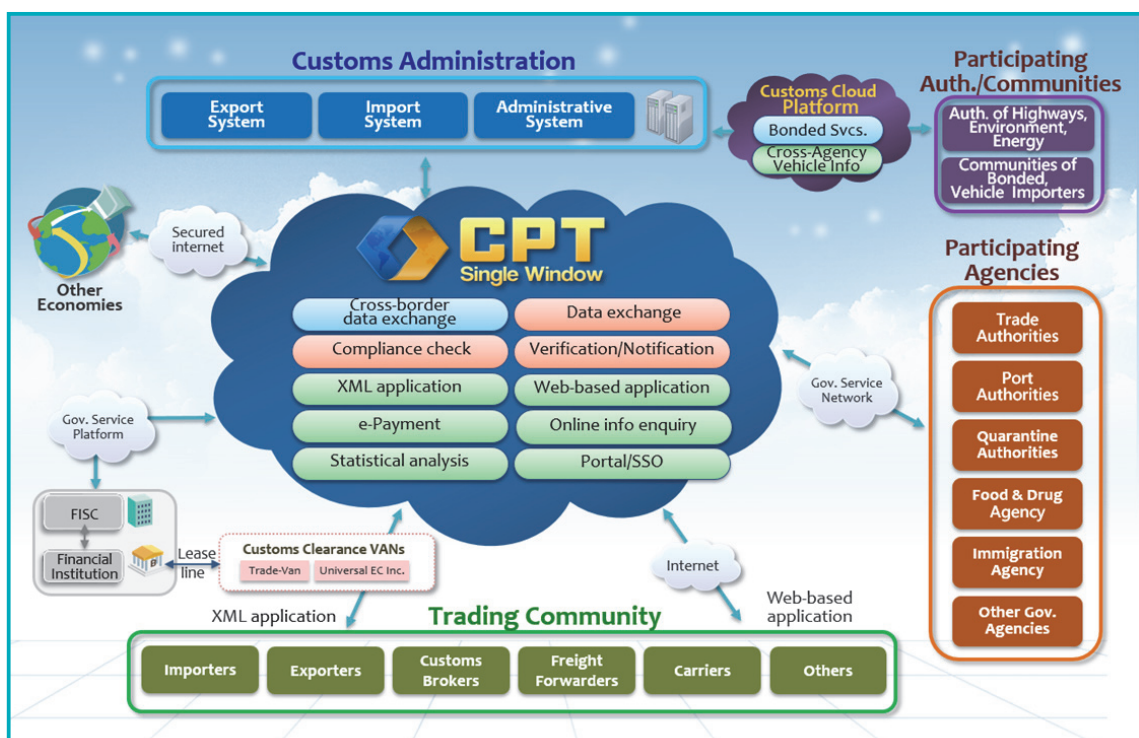 Customs Administration
Export
System
Import
System
Administrative
System
Customs Cloud
Platform
Bonded Svcs.
Cross-Agency
Vehicle Info
Participating
Auth./Communities
Auth. of Highways,
Environment,
Energy
Communities of
Bonded,
Vehicle Importers
Other
Economies
Secured
internet
CPT
Single Window
Cross-border
data exchange
Data exchange
Compliance check
Verification/Notification
XML application
Web-based application
e-Payment
Online info enquiry
Statistical analysis
Portal/SSO
Gov. Service
Network
Participating
Agencies
Trade
Authorities
Port
Authorities
Quarantine
Authorities
Food & Drug
Agency
Immigration
Agency
Other Gov.
Agencies
Gov. Service
Platform
FISC
Financial
Institution
Lease
line
Customs Clearance VANs
Trade-Van
Universal EC Inc.
XML application
Internet
Web-based
application
Trading Community
Importers
Exporters
Customs
Brokers
Freight
Forwarders
Carriers
Others